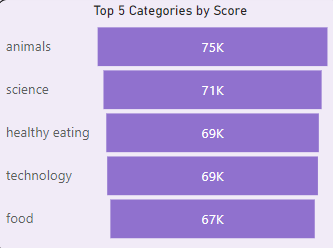 Top 5 Categories by Score
animals 75K
science 71K
healthy eating 69K
technology 69K
food 67K